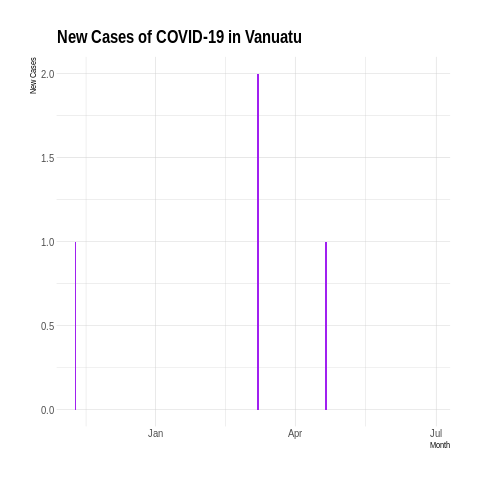 New Cases of COVID-19 in Vanuatu
New Cases
2.0
1.5
1.0
0.5
0.0
Jan
Apr
Jul
Month